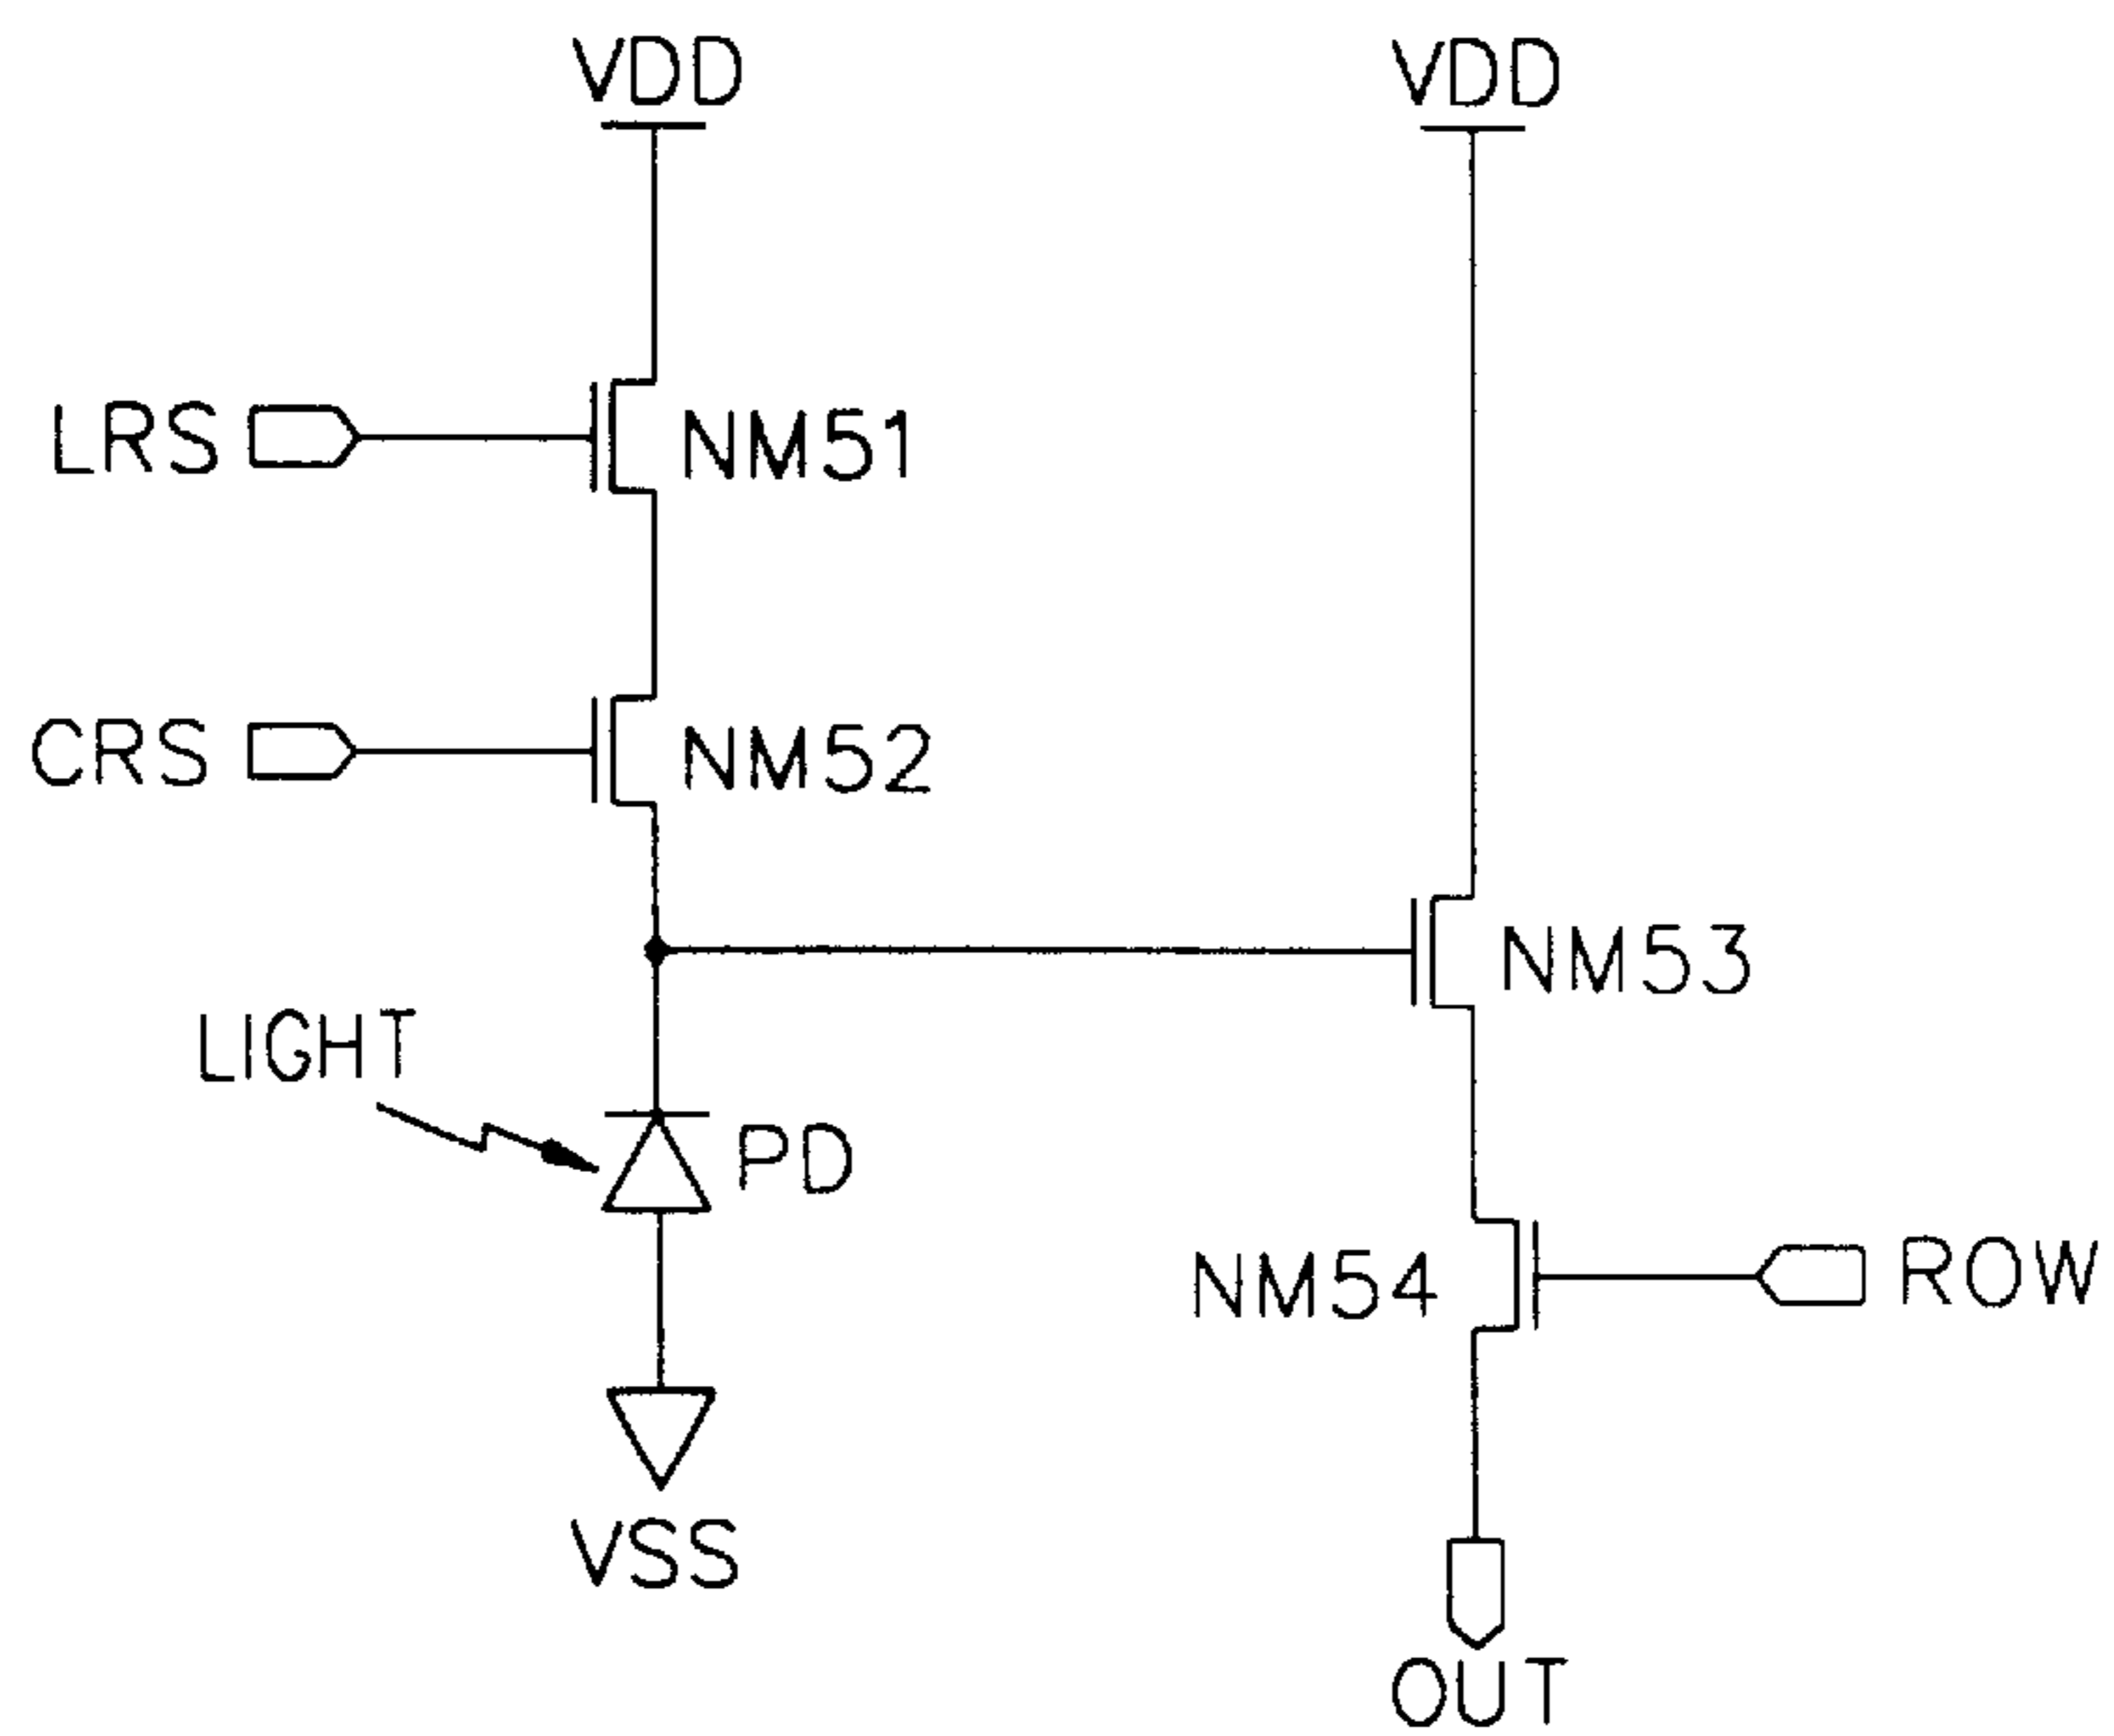 VDD
VDD
LRS
NM51
CRS
NM52
NM53
LIGHT
PD
NM54
ROW
VSS
OUT